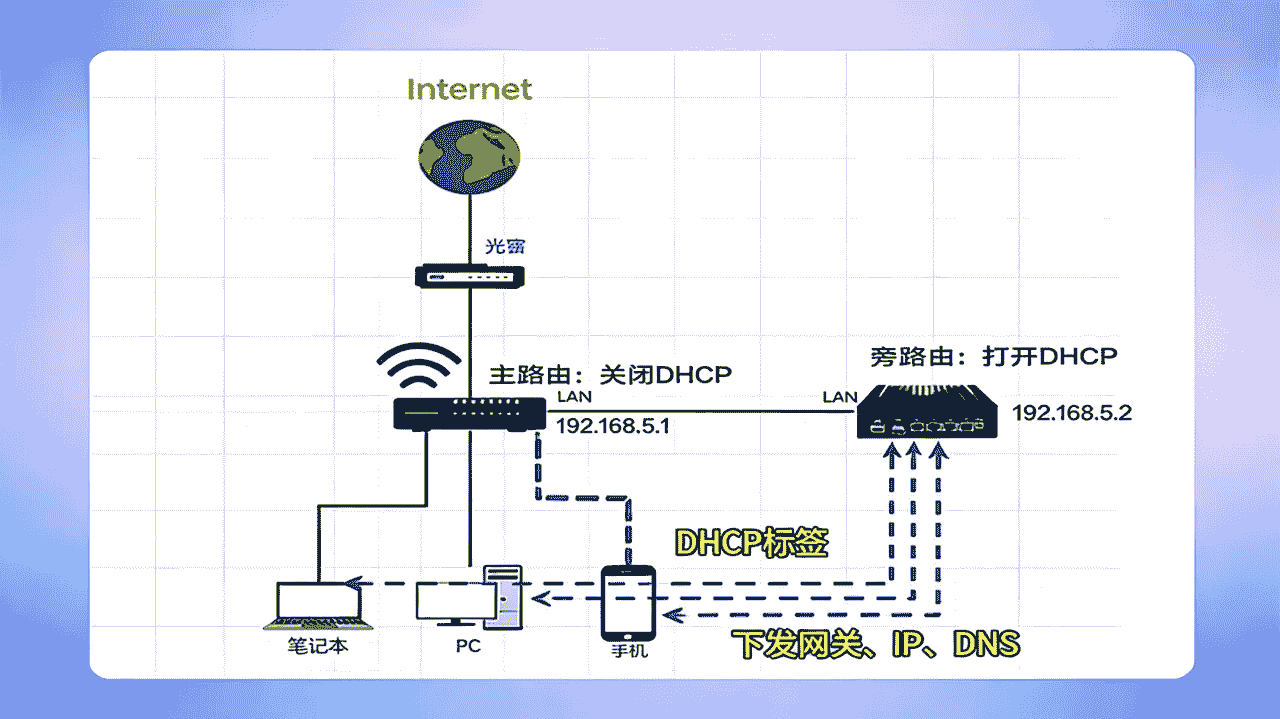 Internet
光窗
主路由：关闭DHCP
LAN
192.168.5.1
LAN
旁路由：打开DHCP
192.168.5.2
DHCP标签
下发网关、IP、DNS
笔记本
PC
手机